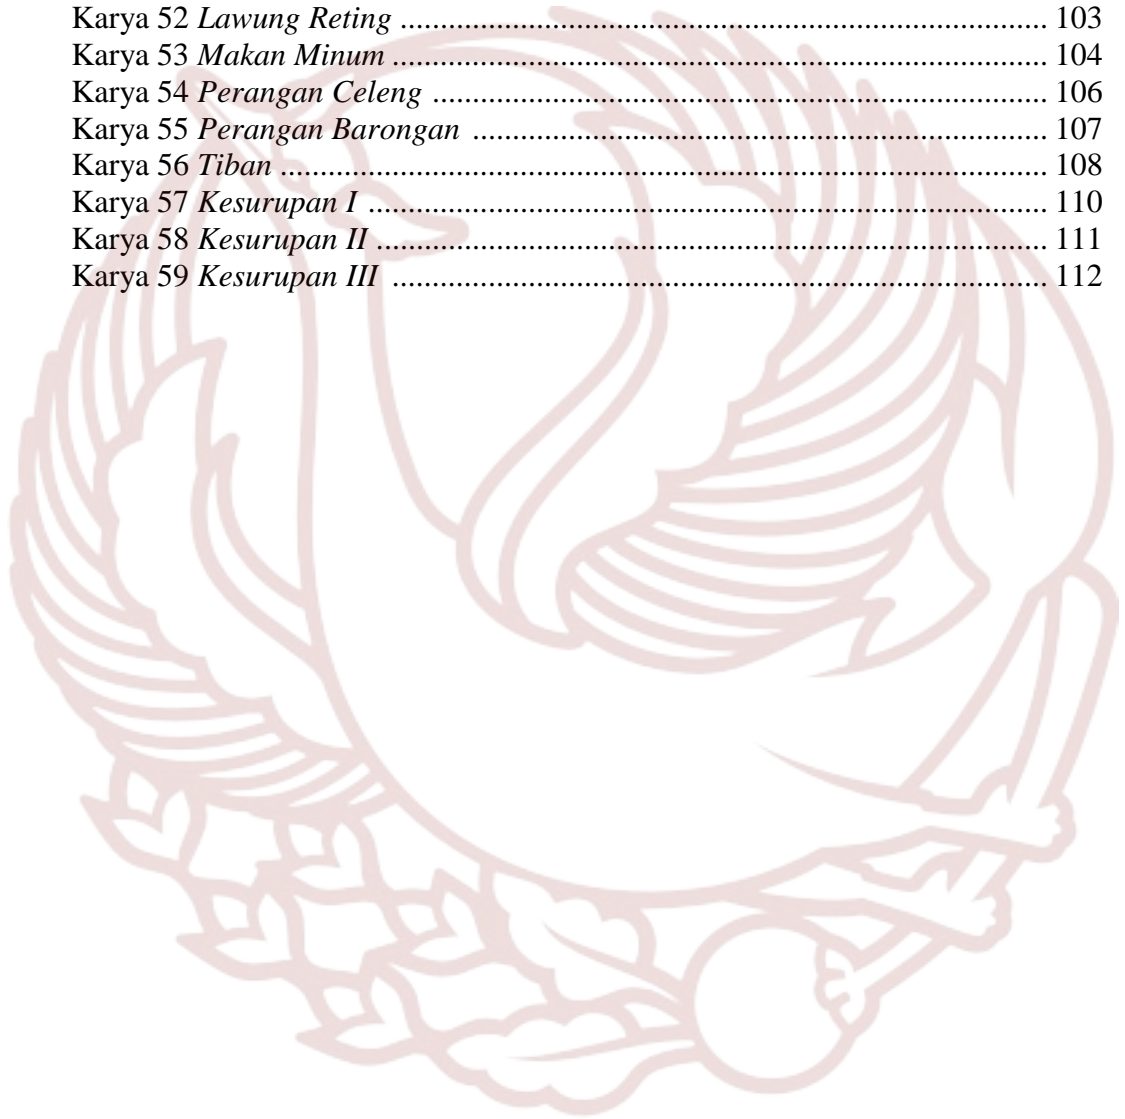 Karya 52 Lawung Reting ..................................................................................... 103
Karya 53 Makan Minum ...................................................................................... 104
Karya 54 Perangan Celeng ................................................................................. 106
Karya 55 Perangan Barongan ............................................................................ 107
Karya 56 Tiban .................................................................................................... 108
Karya 57 Kesurupan I ......................................................................................... 110
Karya 58 Kesurupan II ........................................................................................ 111
Karya 59 Kesurupan III ...................................................................................... 112